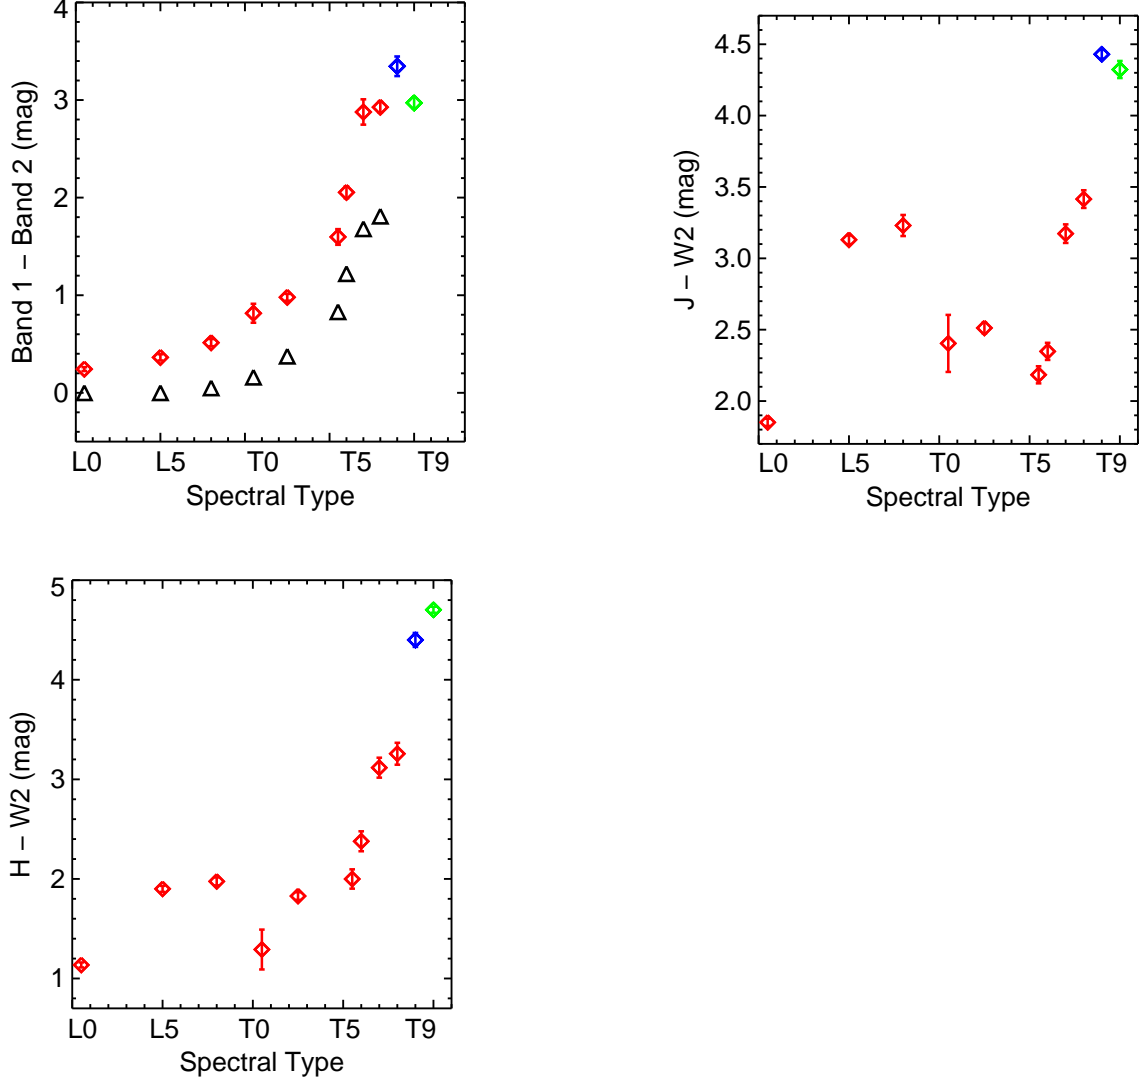 4
3
2
1
0
Band 1 − Band 2 (mag)
L0 L5 T0 T5 T9
Spectral Type
4.5
4.0
3.5
3.0
2.5
2.0
J − W2 (mag)
L0 L5 T0 T5 T9
Spectral Type
5
4
3
2
1
H − W2 (mag)
L0 L5 T0 T5 T9
Spectral Type